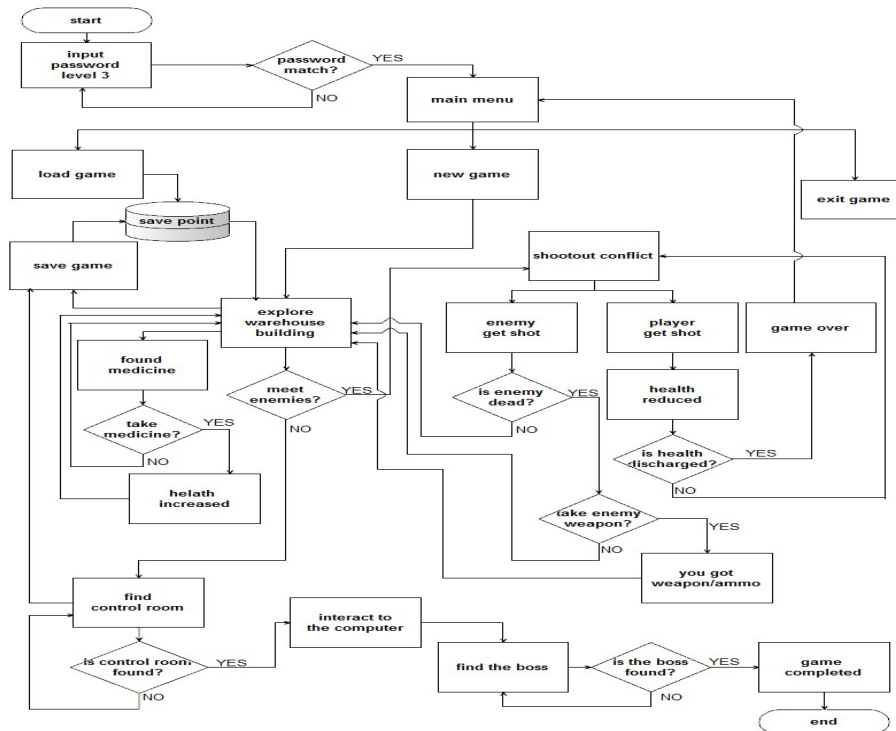 start
input
password
level 3
password
match?
YES
NO
main menu
load game
new game
exit game
save point
save game
shootout conflict
explore
warehouse
building
enemy
get shot
player
get shot
game over
found
medicine
meet
enemies?
YES
NO
is enemy
dead?
YES
NO
health
reduced
take
medicine?
YES
NO
is health
discharged?
YES
NO
helath
increased
take enemy
weapon?
YES
NO
you got
weapon/ammo
find
control room
interact to
the computer
is control room
found?
YES
NO
find the boss
is the boss
found?
YES
NO
game
completed
end